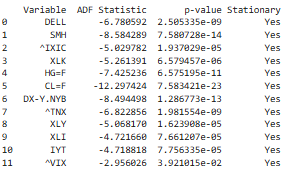 Variable ADF Statistic p-value Stationary
0 DELL -6.780592 2.505335e-09 Yes
1 SMH -8.584289 7.580728e-14 Yes
2 ^IXIC -5.029782 1.937029e-05 Yes
3 XLK -5.261391 6.579457e-06 Yes
4 HG=F -7.425236 6.575195e-11 Yes
5 CL=F -12.297424 7.583421e-23 Yes
6 DX-Y.NYB -8.494498 1.286773e-13 Yes
7 ^TNX -6.822856 1.981554e-09 Yes
8 XLY -5.068170 1.623908e-05 Yes
9 XLI -4.721660 7.661207e-05 Yes
10 IYT -4.718818 7.756335e-05 Yes
11 ^VIX -2.956026 3.921015e-02 Yes